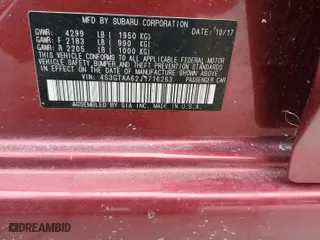 MFD BY SUBARU CORPORATION 10/17
GVWR: 4299 LB ( 1950 KG)
GAWR: F 2183 LB ( 990 KG)
GAWR: R 2205 LB ( 1000 KG)
THIS VEHICLE CONFORMS TO ALL APPLICABLE
FEDERAL MOTOR VEHICLE SAFETY, BUMPER, AND THEFT
PREVENTION STANDARDS IN EFFECT ON THE DATE OF
MANUFACTURE SHOWN ABOVE.
PASSENGER CAR
ASSEMBLED BY SIA, INC. MADE IN U.S.A.
DREAMBID